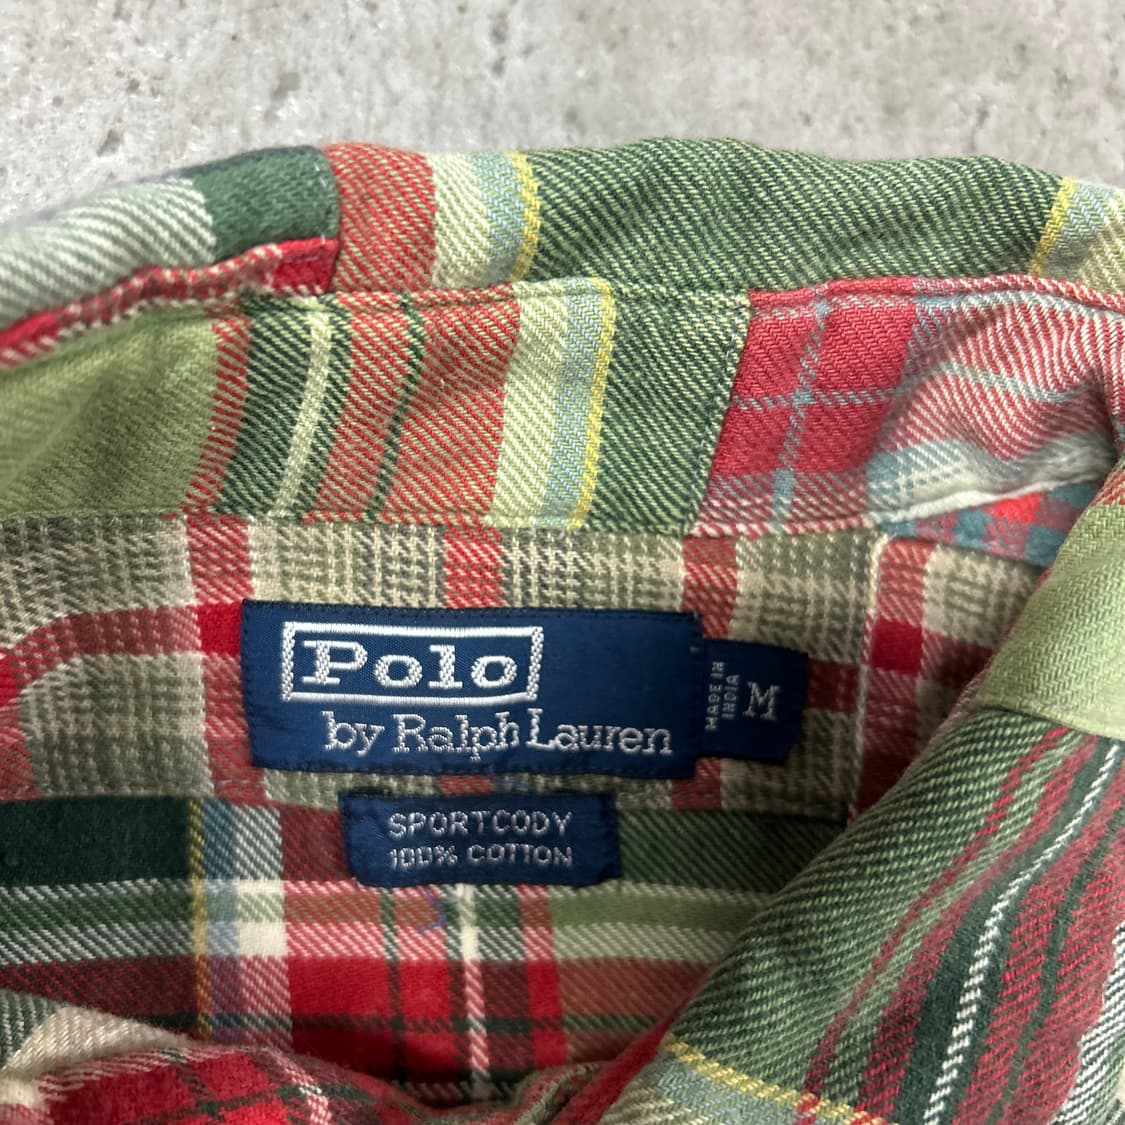 Polo
by Ralph Lauren
MADE IN
INDIA
M
SPORTCODY
100% COTTON